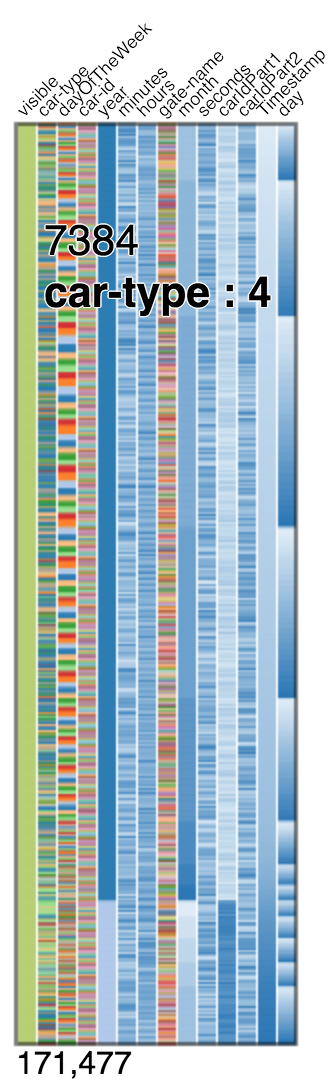 visible
car-type
dayOfTheWeek
car-id
year
minutes
hours
gate-name
month
seconds
carIdPart1
carIdPart2
Timestamp
day
7384
car-type : 4
171,477